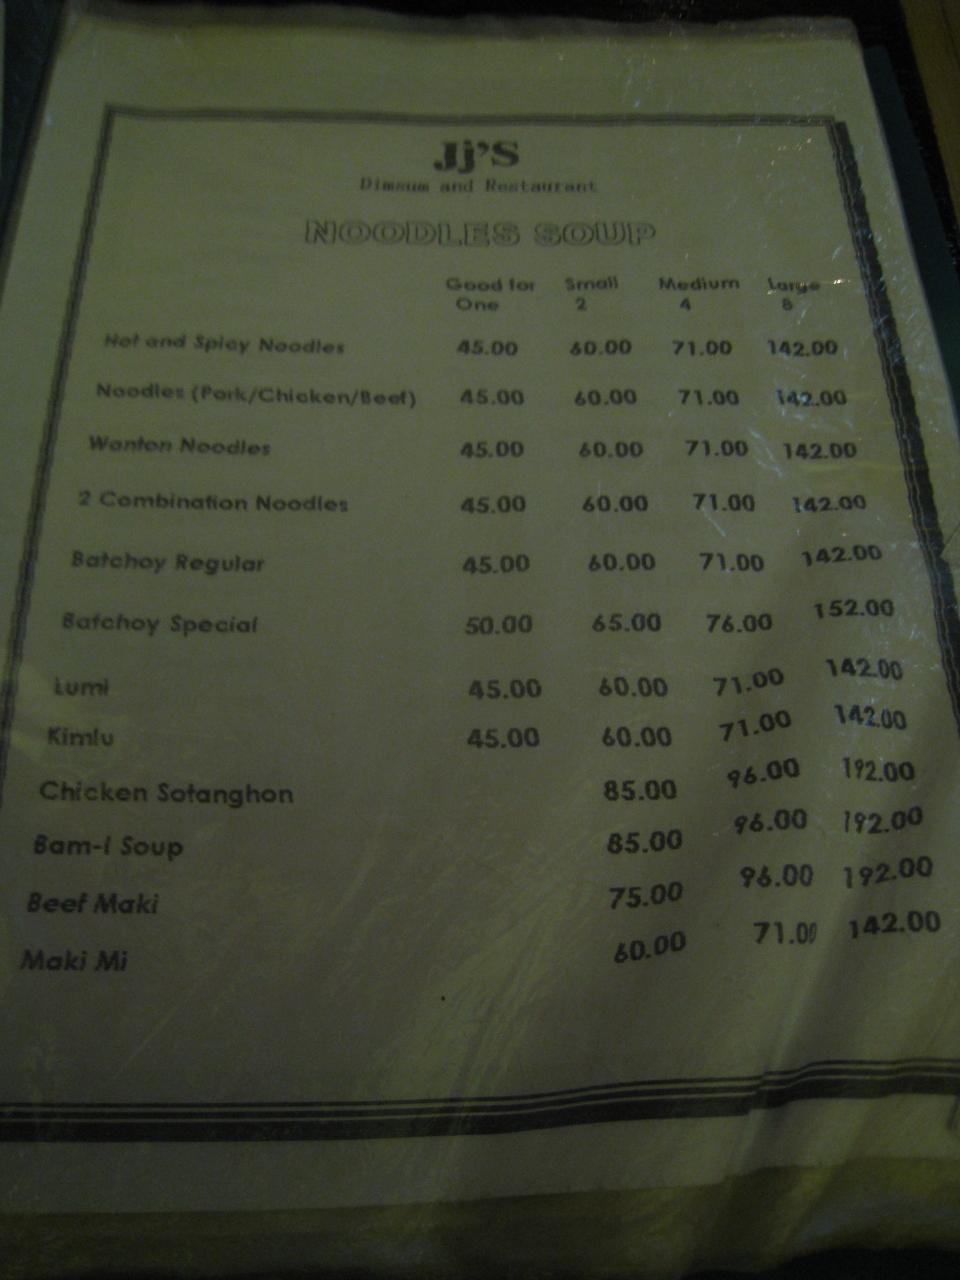 Jj'S
Dimsum and Restaurant
NOODLES SOUP
Good for One Small 2 Medium 4 Large 8
Hot and Spicy Noodles 45.00 60.00 71.00 142.00
Noodles (Pork/Chicken/Beef) 45.00 60.00 71.00 142.00
Wanton Noodles 45.00 60.00 71.00 142.00
2 Combination Noodles 45.00 60.00 71.00 142.00
Batchoy Regular 45.00 60.00 71.00 142.00
Batchoy Special 50.00 65.00 76.00 152.00
Lumi 45.00 60.00 71.00 142.00
Kimlu 45.00 60.00 71.00 142.00
Chicken Sotanghon 85.00 96.00 192.00
Bam-I Soup 85.00 96.00 192.00
Beef Maki 75.00 96.00 192.00
Maki Mi 60.00 71.00 142.00